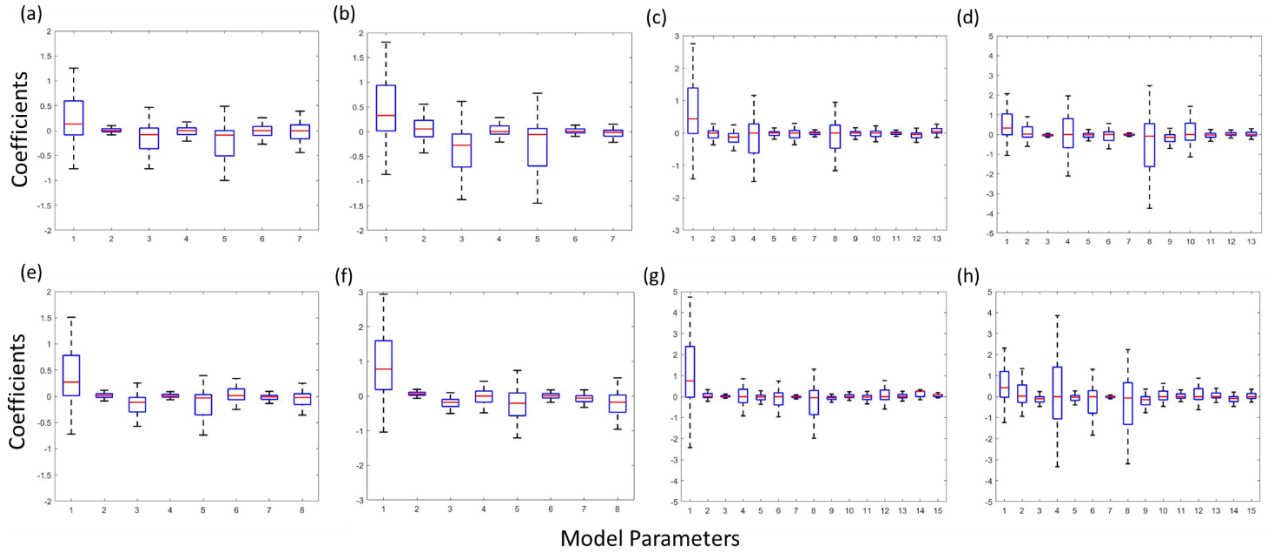 (a) (b) (c) (d)
Coefficients
2 1.5 1 0.5 0 -0.5 -1 -1.5 -2
1 2 3 4 5 6 7
2 1.5 1 0.5 0 -0.5 -1 -1.5 -2
1 2 3 4 5 6 7
3 2 1 0 -1 -2 -3
1 2 3 4 5 6 7 8 9 10 11 12 13
5 4 3 2 1 0 -1 -2 -3 -4 -5
1 2 3 4 5 6 7 8 9 10 11 12 13
(e) (f) (g) (h)
Coefficients
2 1.5 1 0.5 0 -0.5 -1 -1.5 -2
1 2 3 4 5 6 7 8
3 2 1 0 -1 -2 -3
1 2 3 4 5 6 7 8
5 4 3 2 1 0 -1 -2 -3 -4 -5
1 2 3 4 5 6 7 8 9 10 11 12 13 14 15
5 4 3 2 1 0 -1 -2 -3 -4 -5
1 2 3 4 5 6 7 8 9 10 11 12 13 14 15
Model Parameters